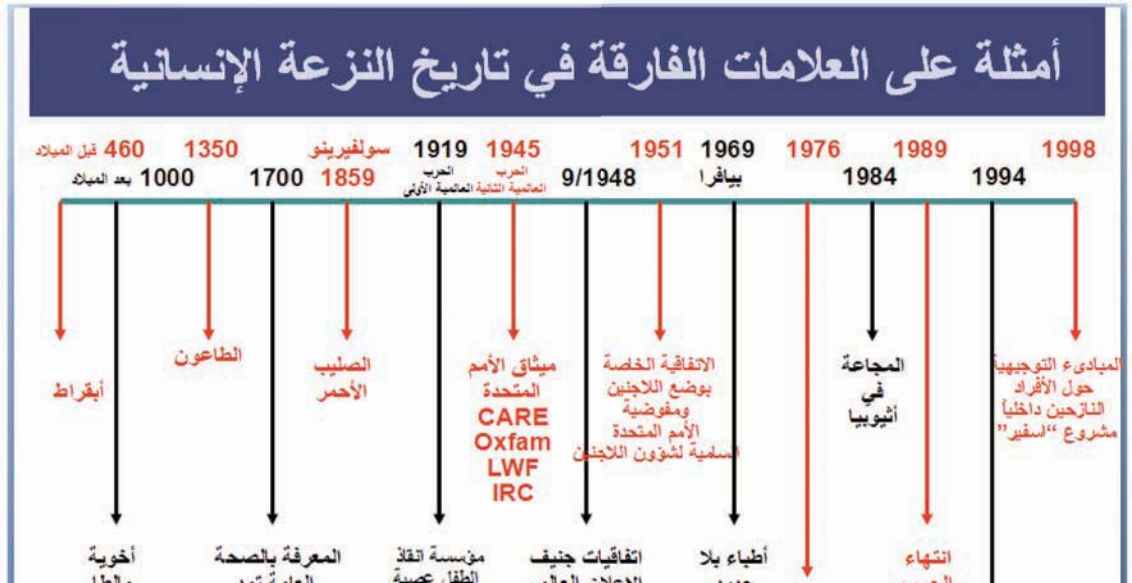 أمثلة على العلامات الفارقة في تاريخ النزعة الإنسانية
460 قبل الميلاد
1000 بعد الميلاد
1350
1700
سولفيرينو
1859
1919
الحرب
العالمية الأولى
1945
الحرب
العالمية الثانية
9/1948
1951
1969
بيافرا
1976
1984
1989
1994
1998
أبقراط
الطاعون
الصليب
الأحمر
ميثاق الأمم
المتحدة
CARE
Oxfam
LWF
IRC
الاتفاقية الخاصة
بوضع اللاجئين
ومفوضية
الأمم المتحدة
السامية لشؤون اللاجئين
المجاعة
في
أثيوبيا
المبادىء التوجيهية
حول الأفراد
النازحين داخلياً
مشروع “اسفير”
أخوية
المعرفة بالصحة
العامة
مؤسسة انقاذ
الطفل عصبة
اتفاقيات جنيف
الاعلان
أطباء بلا
انتهاء